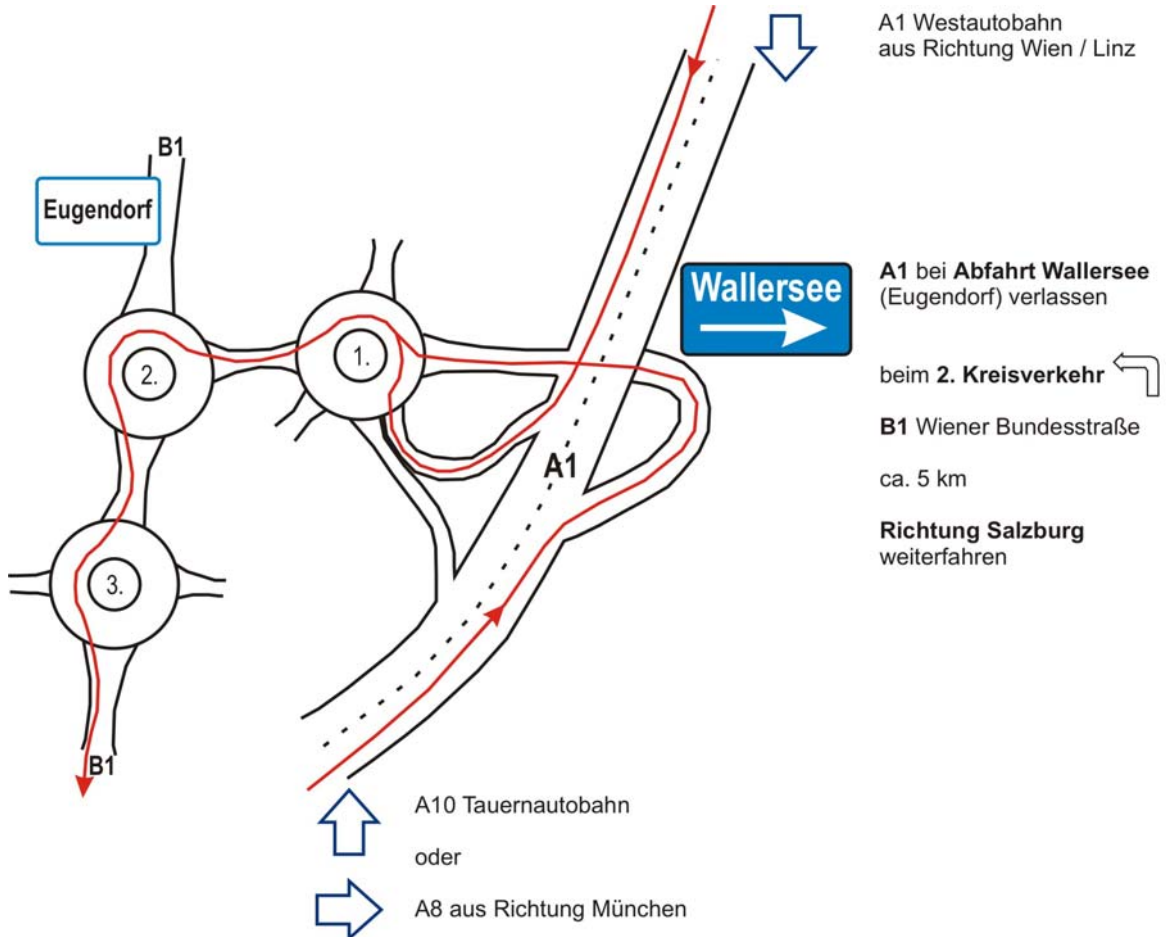 A1 Westautobahn
aus Richtung Wien / Linz
B1
Eugendorf
Wallersee
A1 bei Abfahrt Wallersee
(Eugendorf) verlassen
1.
2.
beim 2. Kreisverkehr
B1 Wiener Bundesstraße
A1
ca. 5 km
Richtung Salzburg
weiterfahren
3.
B1
A10 Tauernautobahn
oder
A8 aus Richtung München